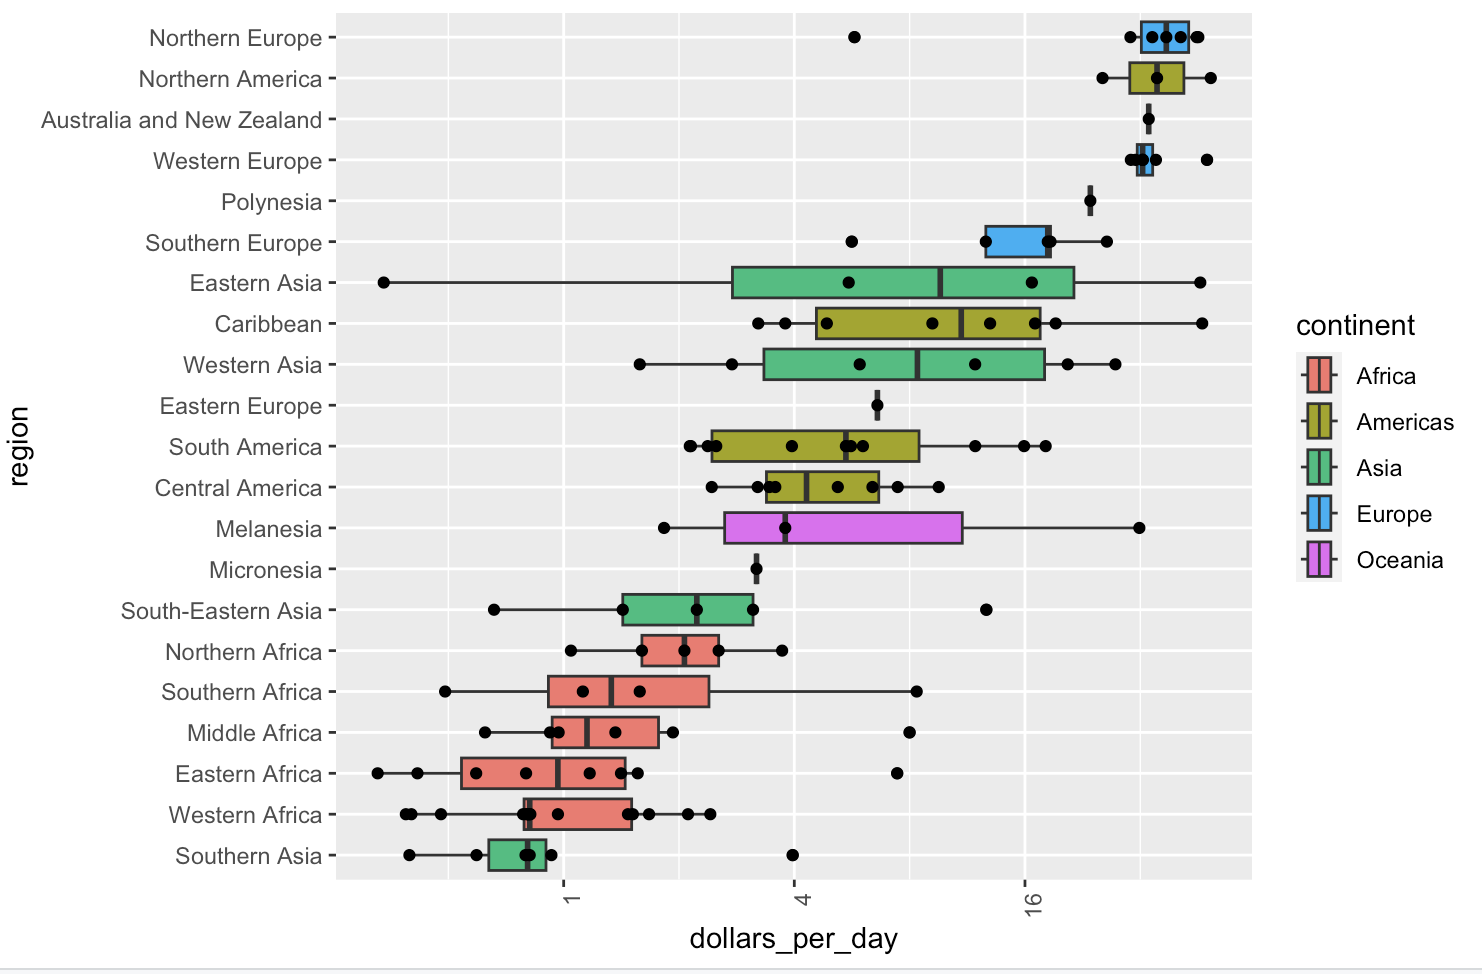 Northern Europe
Northern America
Australia and New Zealand
Western Europe
Polynesia
Southern Europe
Eastern Asia
Caribbean
Western Asia
Eastern Europe
South America
Central America
Melanesia
Micronesia
South-Eastern Asia
Northern Africa
Southern Africa
Middle Africa
Eastern Africa
Western Africa
Southern Asia
region
1
4
16
dollars_per_day
continent
Africa
Americas
Asia
Europe
Oceania